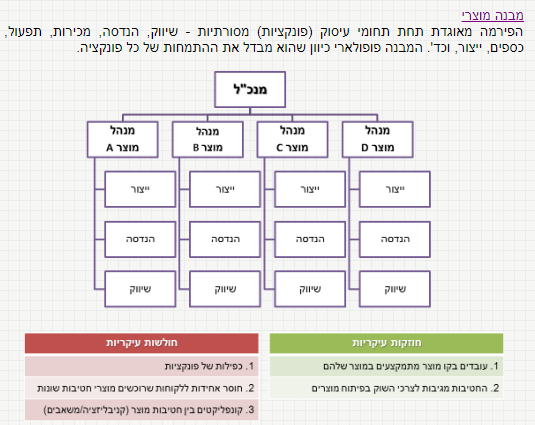 מבנה מוצרי
הפירמה מאוגדת תחת תחומי עיסוק (פונקציות) מסורתיות - שיווק, הנדסה, מכירות, תפעול,
כספים, ייצור, וכד'. המבנה פופולארי כיוון שהוא מבדל את ההתמחות של כל פונקציה.
מנכ"ל
מנהל מוצר D
מנהל מוצר C
מנהל מוצר B
מנהל מוצר A
ייצור
ייצור
ייצור
ייצור
הנדסה
הנדסה
הנדסה
הנדסה
שיווק
שיווק
שיווק
שיווק
חוזקות עיקריות
1. עובדים בקו מוצר מתמקצעים במוצר שלהם
2. החטיבות מגיבות לצרכי השוק בפיתוח מוצרים
חולשות עיקריות
1. כפילות של פונקציות
2. חוסר אחידות ללקוחות שרוכשים מוצרי חטיבות שונות
3. קונפליקטים בין חטיבות מוצר (קניבליזציה/משאבים)